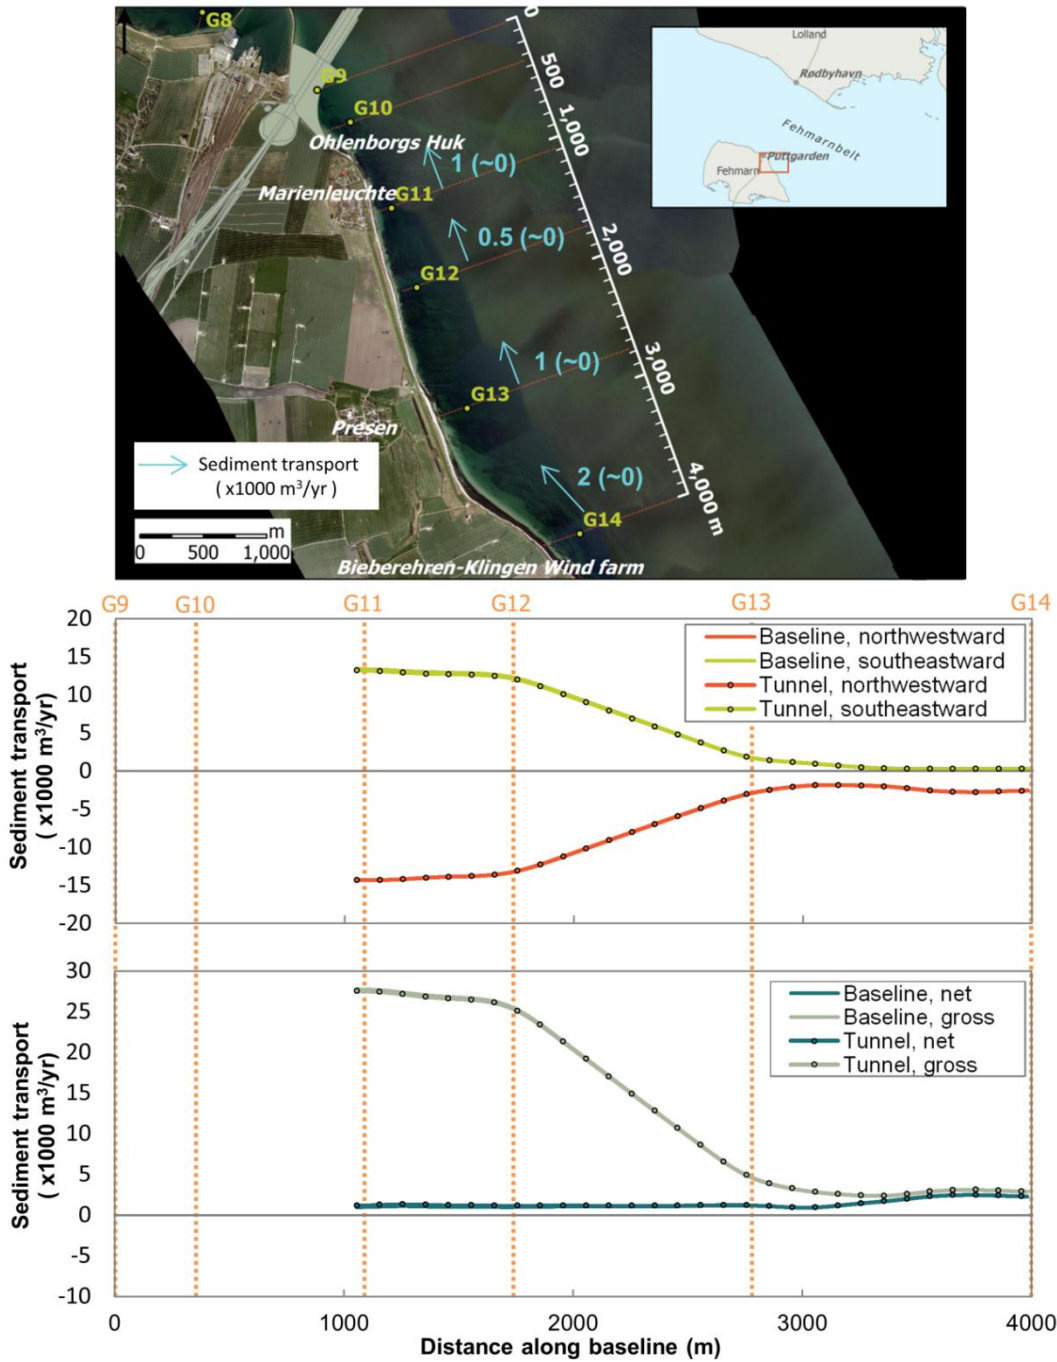 G8
G9
G10
Ohlenborgs Huk
Marienleuchte
G11
1 (~0)
0.5 (~0)
G12
1 (~0)
G13
Presen
2 (~0)
G14
Bieberehren-Klingen Wind farm
0
500
1,000
2,000
3,000
4,000 m
Lolland
Rødbyhavn
Fehmarnbelt
Puttgarden
Fehmarn
Sediment transport
( x1000 m³/yr )
m
0 500 1,000
G9 G10 G11 G12 G13 G14
Sediment transport
( x1000 m³/yr)
20
15
10
5
0
-5
-10
-15
-20
Baseline, northwestward
Baseline, southeastward
Tunnel, northwestward
Tunnel, southeastward
Sediment transport
( x1000 m³/yr)
30
25
20
15
10
5
0
-5
-10
Baseline, net
Baseline, gross
Tunnel, net
Tunnel, gross
0 1000 2000 3000 4000
Distance along baseline (m)